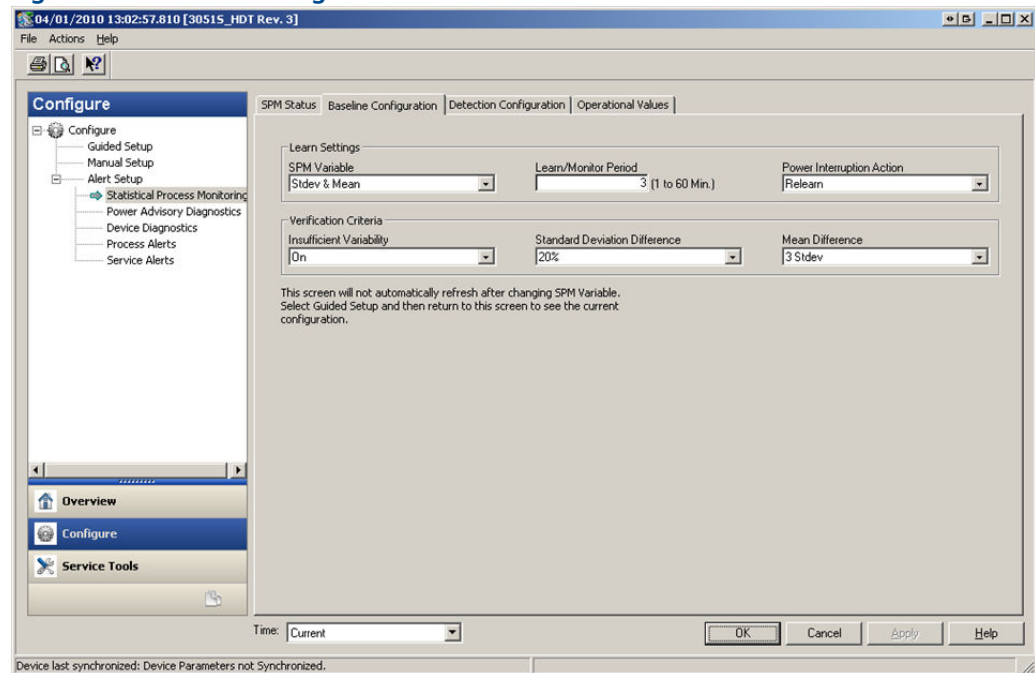 04/01/2010 13:02:57.810 [3051S_HDT Rev. 3]
File Actions Help
Configure
Configure
Guided Setup
Manual Setup
Alert Setup
Statistical Process Monitoring
Power Advisory Diagnostics
Device Diagnostics
Process Alerts
Service Alerts
Overview
Configure
Service Tools
SPM Status Baseline Configuration Detection Configuration Operational Values
Learn Settings
SPM Variable Learn/Monitor Period Power Interruption Action
Stdev & Mean 3 (1 to 60 Min.) Relearn
Verification Criteria
Insufficient Variability Standard Deviation Difference Mean Difference
On 20% 3 Stdev
This screen will not automatically refresh after changing SPM Variable.
Select Guided Setup and then return to this screen to see the current
configuration.
Time: Current OK Cancel Apply Help
Device last synchronized: Device Parameters not Synchronized.